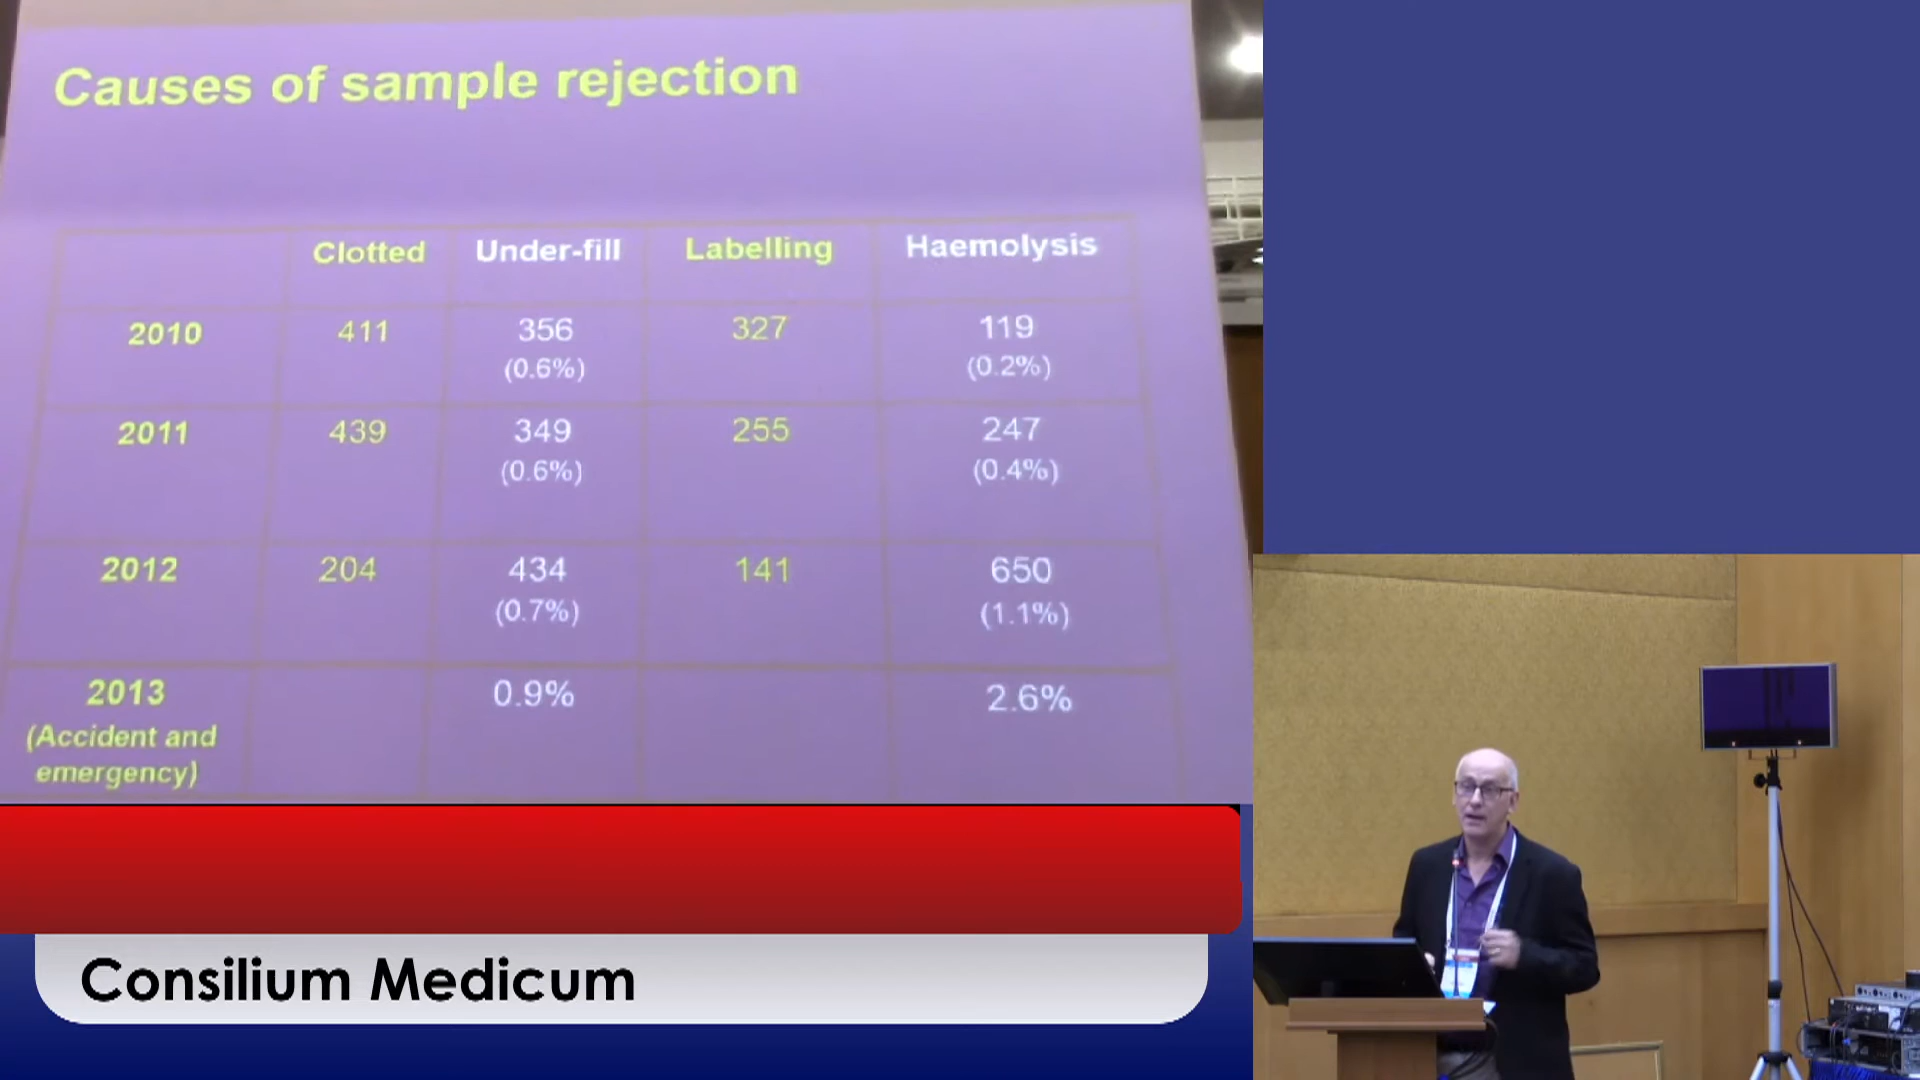 Causes of sample rejection
Clotted Under-fill Labelling Haemolysis
2010 411 356 327 119
(0.6%) (0.2%)
2011 439 349 255 247
(0.6%) (0.4%)
2012 204 434 141 650
(0.7%) (1.1%)
2013 0.9% 2.6%
(Accident and
emergency)
Consilium Medicum